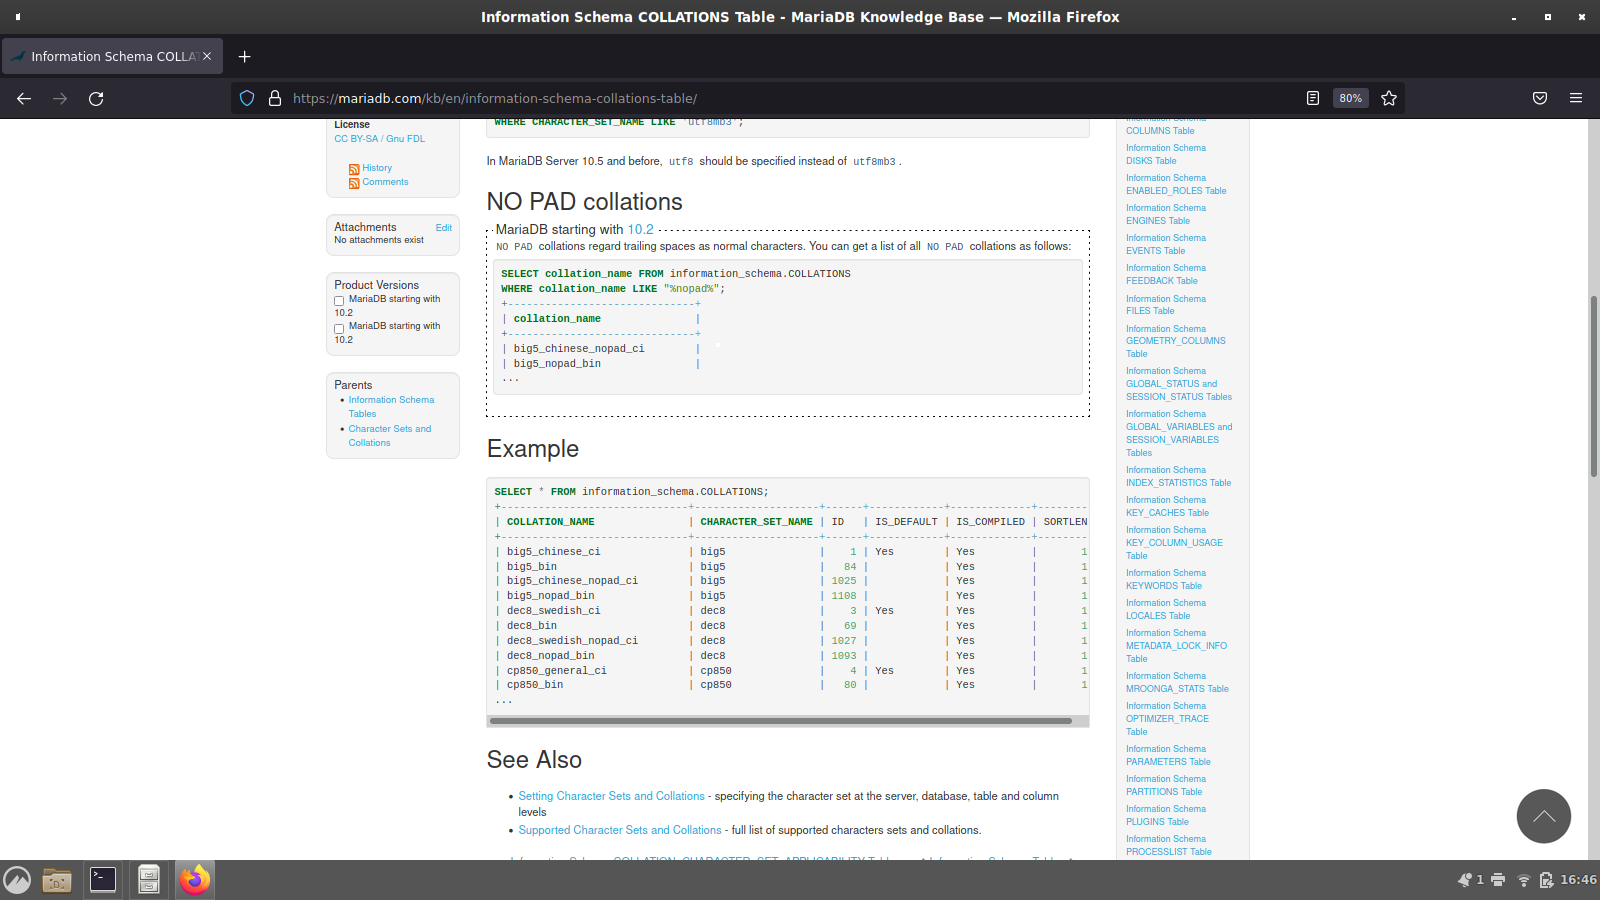 Information Schema COLLATIONS Table - MariaDB Knowledge Base — Mozilla Firefox
Information Schema COLLA
https://mariadb.com/kb/en/information-schema-collations-table/
80%
License
CC BY-SA / Gnu FDL
History
Comments
Attachments
Edit
No attachments exist
Product Versions
MariaDB starting with
10.2
MariaDB starting with
10.2
Parents
• Information Schema
Tables
• Character Sets and
Collations
WHERE CHARACTER_SET_NAME LIKE 'utf8mb3';
In MariaDB Server 10.5 and before, utf8 should be specified instead of utf8mb3.
NO PAD collations
MariaDB starting with 10.2
NO PAD collations regard trailing spaces as normal characters. You can get a list of all NO PAD collations as follows:
SELECT collation_name FROM information_schema.COLLATIONS
WHERE collation_name LIKE "%nopad%";
+------------------------------+
| collation_name               |
+------------------------------+
| big5_chinese_nopad_ci        |
| big5_nopad_bin               |
...
Example
SELECT * FROM information_schema.COLLATIONS;
+------------------------------+--------------------+------+------------+-------------+--------
| COLLATION_NAME               | CHARACTER_SET_NAME | ID   | IS_DEFAULT | IS_COMPILED | SORTLEN
+------------------------------+--------------------+------+------------+-------------+--------
| big5_chinese_ci              | big5               |    1 | Yes        | Yes         |       1
| big5_bin                     | big5               |   84 |            | Yes         |       1
| big5_chinese_nopad_ci        | big5               | 1025 |            | Yes         |       1
| big5_nopad_bin               | big5               | 1108 |            | Yes         |       1
| dec8_swedish_ci              | dec8               |    3 | Yes        | Yes         |       1
| dec8_bin                     | dec8               |   69 |            | Yes         |       1
| dec8_swedish_nopad_ci        | dec8               | 1027 |            | Yes         |       1
| dec8_nopad_bin               | dec8               | 1093 |            | Yes         |       1
| cp850_general_ci             | cp850              |    4 | Yes        | Yes         |       1
| cp850_bin                    | cp850              |   80 |            | Yes         |       1
...
See Also
• Setting Character Sets and Collations - specifying the character set at the server, database, table and column
levels
• Supported Character Sets and Collations - full list of supported characters sets and collations.
Information Schema
COLUMNS Table
Information Schema
DISKS Table
Information Schema
ENABLED_ROLES Table
Information Schema
ENGINES Table
Information Schema
EVENTS Table
Information Schema
FEEDBACK Table
Information Schema
FILES Table
Information Schema
GEOMETRY_COLUMNS
Table
Information Schema
GLOBAL_STATUS and
SESSION_STATUS Tables
Information Schema
GLOBAL_VARIABLES and
SESSION_VARIABLES
Tables
Information Schema
INDEX_STATISTICS Table
Information Schema
KEY_CACHES Table
Information Schema
KEY_COLUMN_USAGE
Table
Information Schema
KEYWORDS Table
Information Schema
LOCALES Table
Information Schema
METADATA_LOCK_INFO
Table
Information Schema
MROONGA_STATS Table
Information Schema
OPTIMIZER_TRACE
Table
Information Schema
PARAMETERS Table
Information Schema
PARTITIONS Table
Information Schema
PLUGINS Table
Information Schema
PROCESSLIST Table
1
16:46